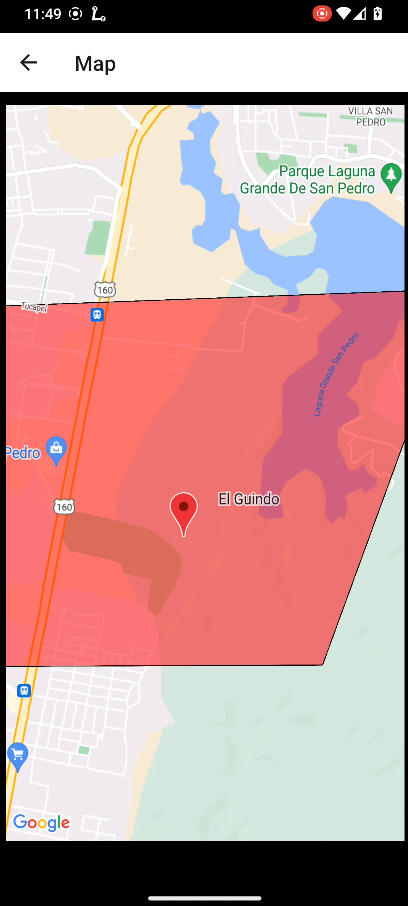 11:49
Map
VILLA SAN
PEDRO
Parque Laguna
Grande De San Pedro
160
Tucapel
Laguna Grande San Pedro
Pedro
160
El Guindo
Google